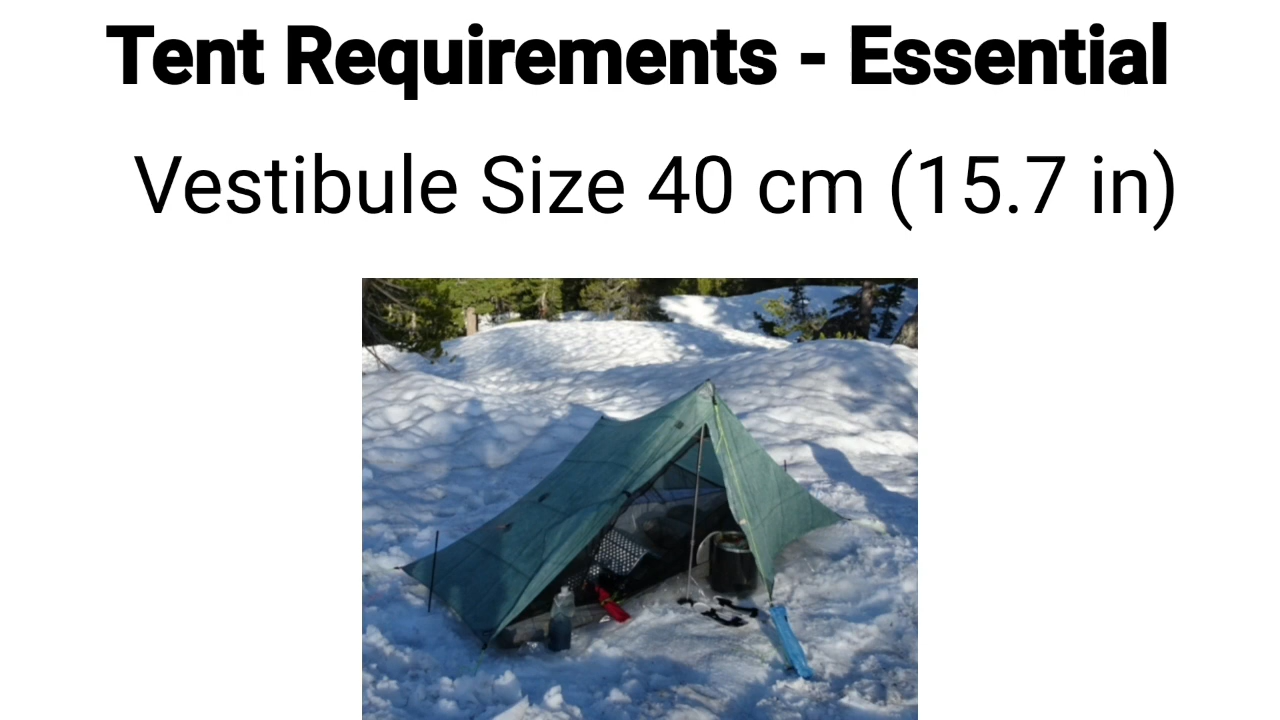 Tent Requirements - Essential
Vestibule Size 40 cm (15.7 in)